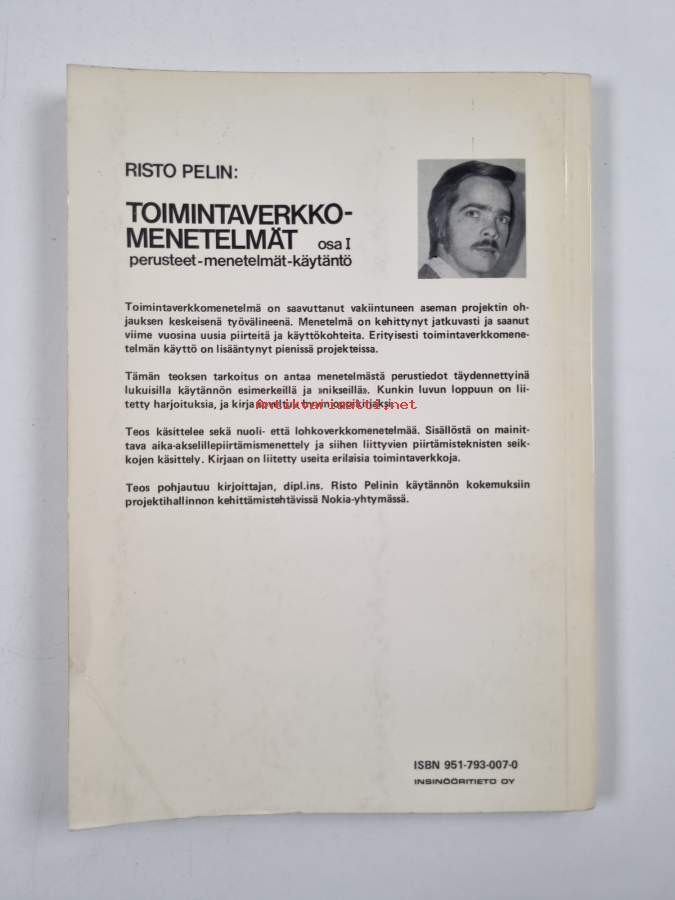 RISTO PELIN:
TOIMINTAVERKKO-
MENETELMÄT osa I
perusteet-menetelmät-käytäntö
Toimintaverkkomenetelmä on saavuttanut vakiintuneen aseman projektin oh-
jauksen keskeisenä työvälineenä. Menetelmä on kehittynyt jatkuvasti ja saanut
viime vuosina uusia piirteitä ja käyttökohteita. Erityisesti toimintaverkkomene-
telmän käyttö on lisääntynyt pienissä projekteissa.
Tämän teoksen tarkoitus on antaa menetelmästä perustiedot täydennettyinä
lukuisilla käytännön esimerkeillä ja »nikseillä». Kunkin luvun loppuun on lii-
tetty harjoituksia, ja kirja soveltuu
Antikvariaatti.net
Teos käsittelee sekä nuoli- että lohkoverkkomenetelmää. Sisällöstä on mainit-
tava aika-akselillepiirtämismenettely ja siihen liittyvien piirtämisteknisten seik-
kojen käsittely. Kirjaan on liitetty useita erilaisia toimintaverkkoja.
Teos pohjautuu kirjoittajan, dipl.ins. Risto Pelinin käytännön kokemuksiin
projektihallinnon kehittämistehtävissä Nokia-yhtymässä.
ISBN 951-793-007-0
INSINÖÖRITIETO OY